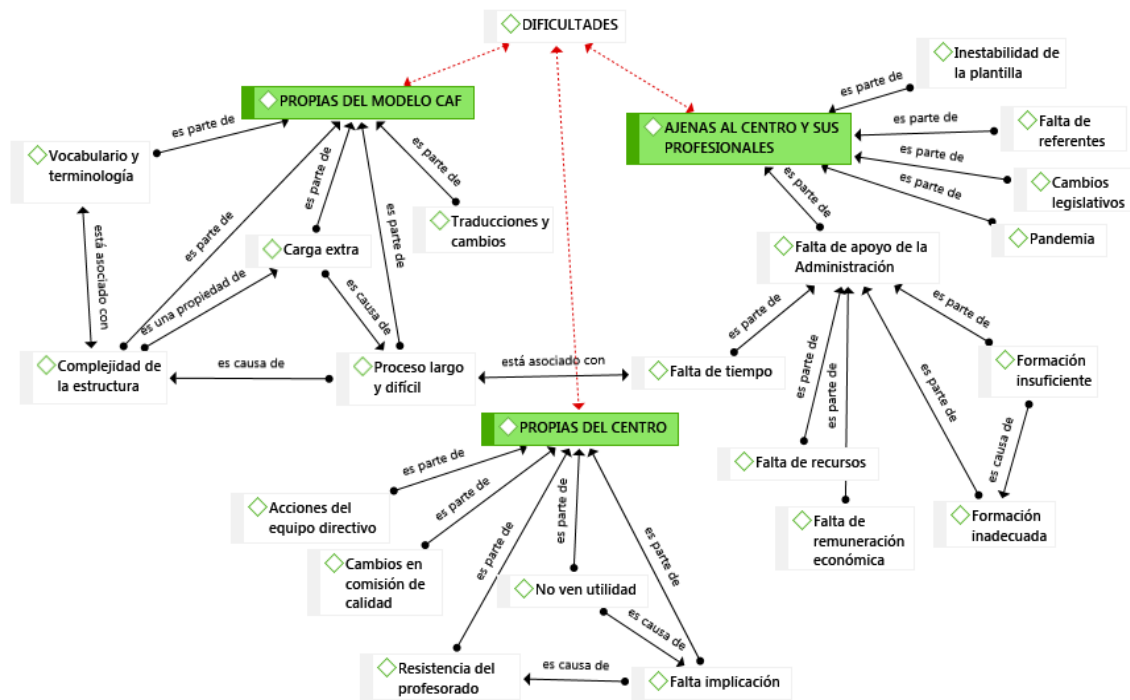 DIFICULTADES
PROPIAS DEL MODELO CAF
Inestabilidad de
la plantilla
es parte de
AJENAS AL CENTRO Y SUS
PROFESIONALES
es parte de
Falta de
referentes
es parte de
Vocabulario y
terminología
es parte de
es parte de
es parte de
Cambios
legislativos
es parte de
es parte de
Traducciones y
cambios
es parte de
Pandemia
es parte de
Carga extra
es parte de
Falta de apoyo de la
Administración
está asociado con
es una propiedad de
es causa de
es parte de
es parte de
Complejidad de
la estructura
es causa de
Proceso largo
y difícil
está asociado con
Falta de tiempo
Formación
insuficiente
es parte de
es parte de
es parte de
PROPIAS DEL CENTRO
es causa de
es parte de
Falta de recursos
Acciones del
equipo directivo
es parte de
es parte de
Falta de
remuneración
económica
Formación
inadecuada
Cambios en
comisión de
calidad
es parte de
es parte de
No ven utilidad
es causa de
Resistencia del
profesorado
es causa de
Falta implicación